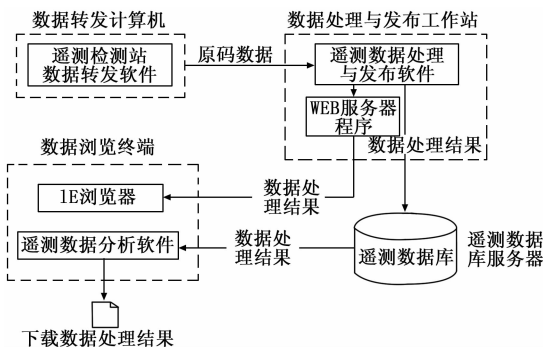 数据转发计算机
数据处理与发布工作站
遥测检测站
数据转发软件
原码数据
遥测数据处理
与发布软件
WEB服务器
程序
数据处理结果
数据浏览终端
IE浏览器
数据处
理结果
遥测数据分析软件
数据处
理结果
遥测数据库
遥测数据
库服务器
下载数据处理结果